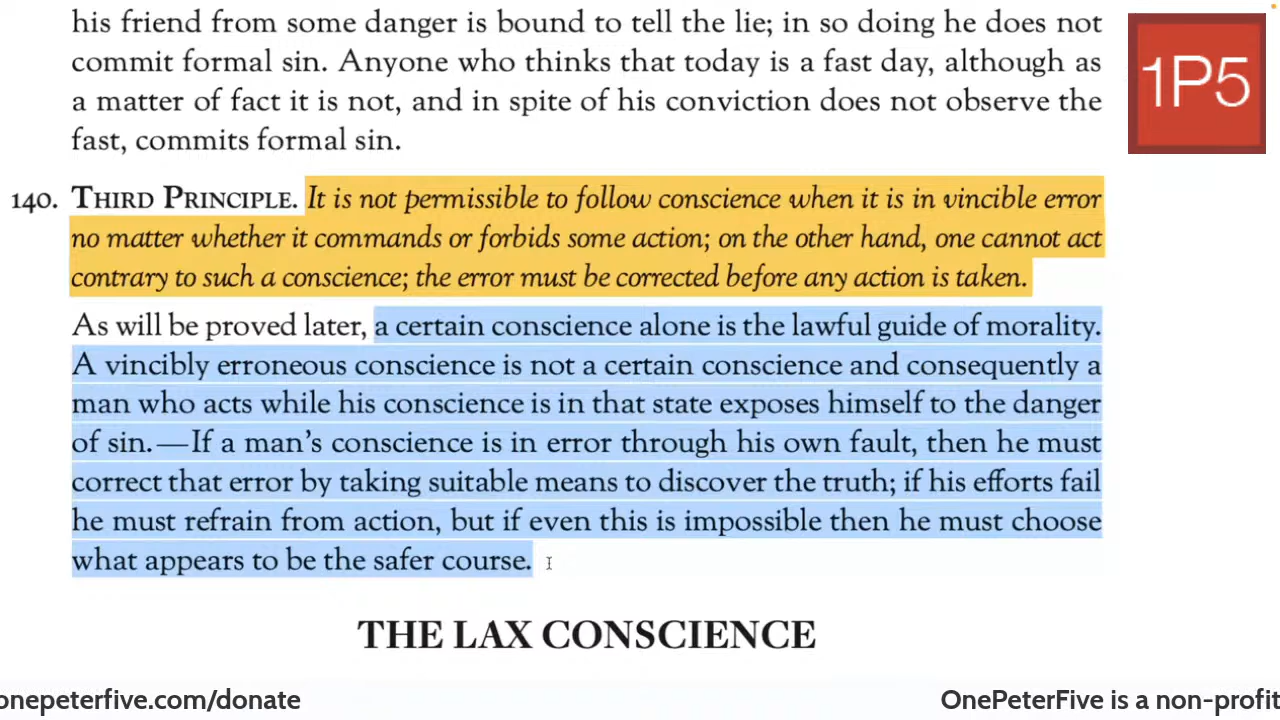 his friend from some danger is bound to tell the lie; in so doing he does not
commit formal sin. Anyone who thinks that today is a fast day, although as
a matter of fact it is not, and in spite of his conviction does not observe the
fast, commits formal sin.
1P5
140. THIRD PRINCIPLE. It is not permissible to follow conscience when it is in vincible error
no matter whether it commands or forbids some action; on the other hand, one cannot act
contrary to such a conscience; the error must be corrected before any action is taken.
As will be proved later, a certain conscience alone is the lawful guide of morality.
A vincibly erroneous conscience is not a certain conscience and consequently a
man who acts while his conscience is in that state exposes himself to the danger
of sin.—If a man's conscience is in error through his own fault, then he must
correct that error by taking suitable means to discover the truth; if his efforts fail
he must refrain from action, but if even this is impossible then he must choose
what appears to be the safer course.
THE LAX CONSCIENCE
onepeterfive.com/donate
OnePeterFive is a non-profit